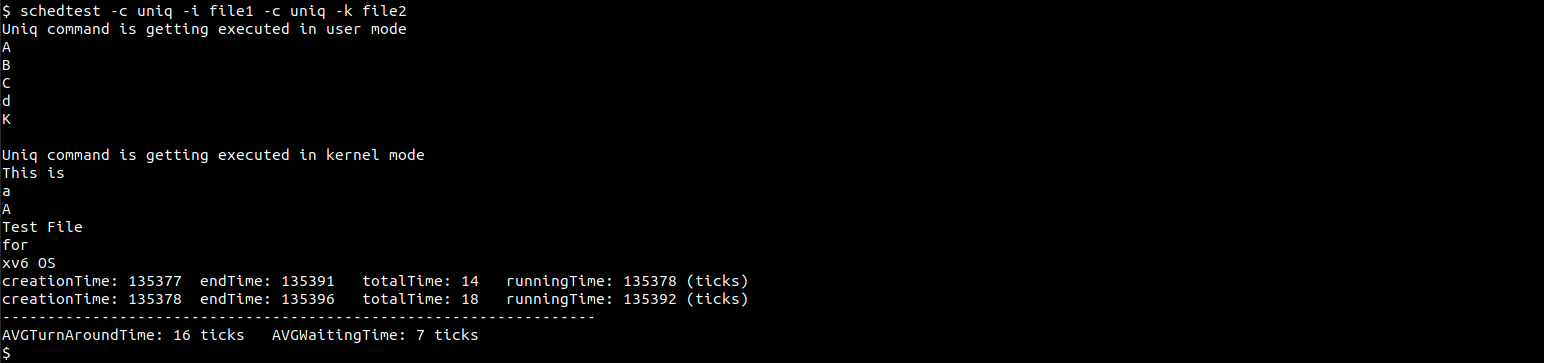 $ schedtest -c uniq -i file1 -c uniq -k file2
Uniq command is getting executed in user mode
A
B
C
d
K

Uniq command is getting executed in kernel mode
This is
a
A
Test File
for
xv6 OS
creationTime: 135377  endTime: 135391   totalTime: 14   runningTime: 135378 (ticks)
creationTime: 135378  endTime: 135396   totalTime: 18   runningTime: 135392 (ticks)
------------------------------------------------------------------
AVGTurnAroundTime: 16 ticks   AVGWaitingTime: 7 ticks
$